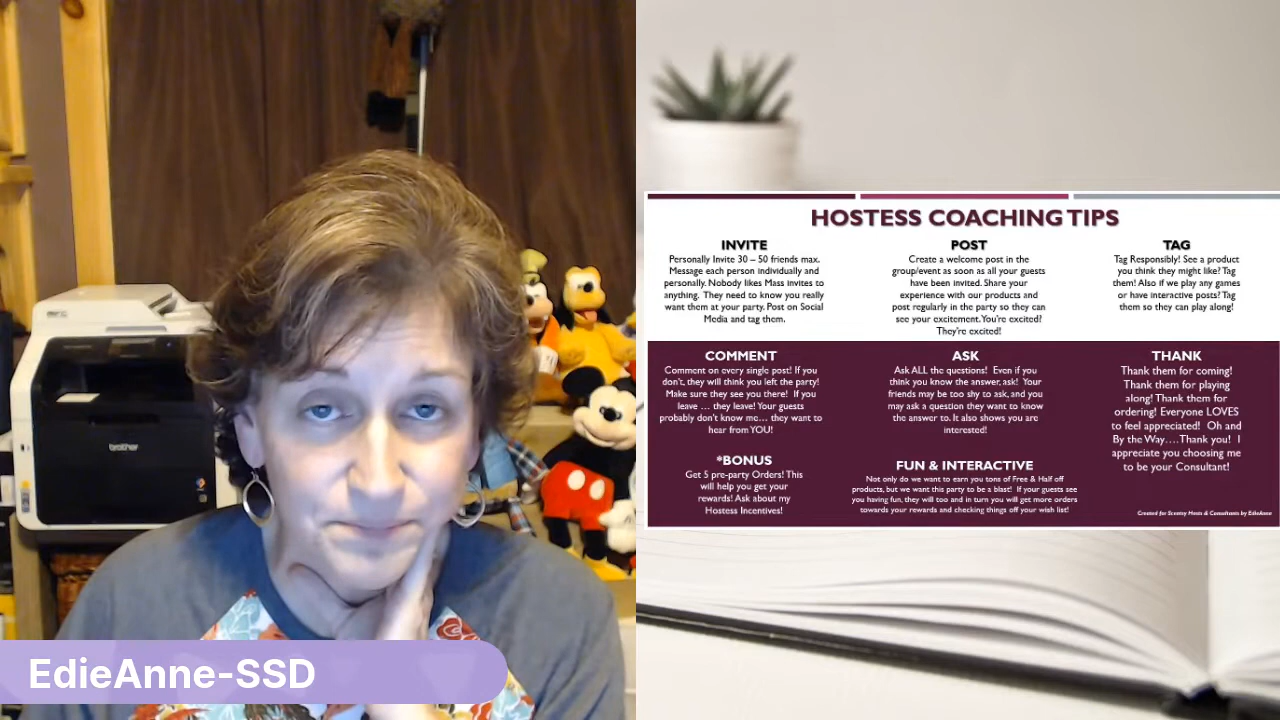 HOSTESS COACHING TIPS
INVITE
Personally Invite 30 – 50 friends max.
Message each person individually and
personally. Nobody likes Mass invites to
anything. They need to know you really
want them at your party. Post on Social
Media and tag them.
POST
Create a welcome post in the
group/event as soon as all your guests
have been invited. Share your
experience with our products and
post regularly in the party so they can
see your excitement. You're excited?
They're excited!
TAG
Tag Responsibly! See a product
you think they might like? Tag
them! Also if we play any games
or have interactive posts? Tag
them so they can play along!
COMMENT
Comment on every single post! If you
don't, they will think you left the party!
Make sure they see you there! If you
leave … they leave! Your guests
probably don't know me… they want to
hear from YOU!
ASK
Ask ALL the questions! Even if you
think you know the answer, ask! Your
friends may be too shy to ask, and you
may ask a question they want to know
the answer to. It also shows you are
interested!
THANK
Thank them for coming!
Thank them for playing
along! Thank them for
ordering! Everyone LOVES
to feel appreciated! Oh and
By the Way….Thank you! I
appreciate you choosing me
to be your Consultant!
*BONUS
Get 5 pre-party Orders! This
will help you get your
rewards! Ask about my
Hostess Incentives!
FUN & INTERACTIVE
Not only do we want to earn you tons of Free & Half off
products, but we want this party to be a blast! If your guests see
you having fun, they will too and in turn you will get more orders
towards your rewards and checking things off your wish list!
Created for Scentsy Hosts & Consultants by EdieAnne
brother
EdieAnne-SSD